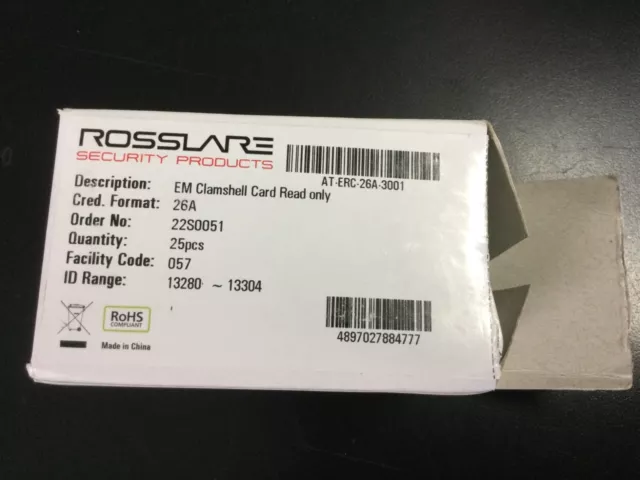 ROSSLARE
SECURITY PRODUCTS
AT-ERC-26A-3001
Description: EM Clamshell Card Read only
Cred. Format: 26A
Order No: 22S0051
Quantity: 25pcs
Facility Code: 057
ID Range: 13280 ~ 13304
RoHS
COMPLIANT
Made in China
4897027884777